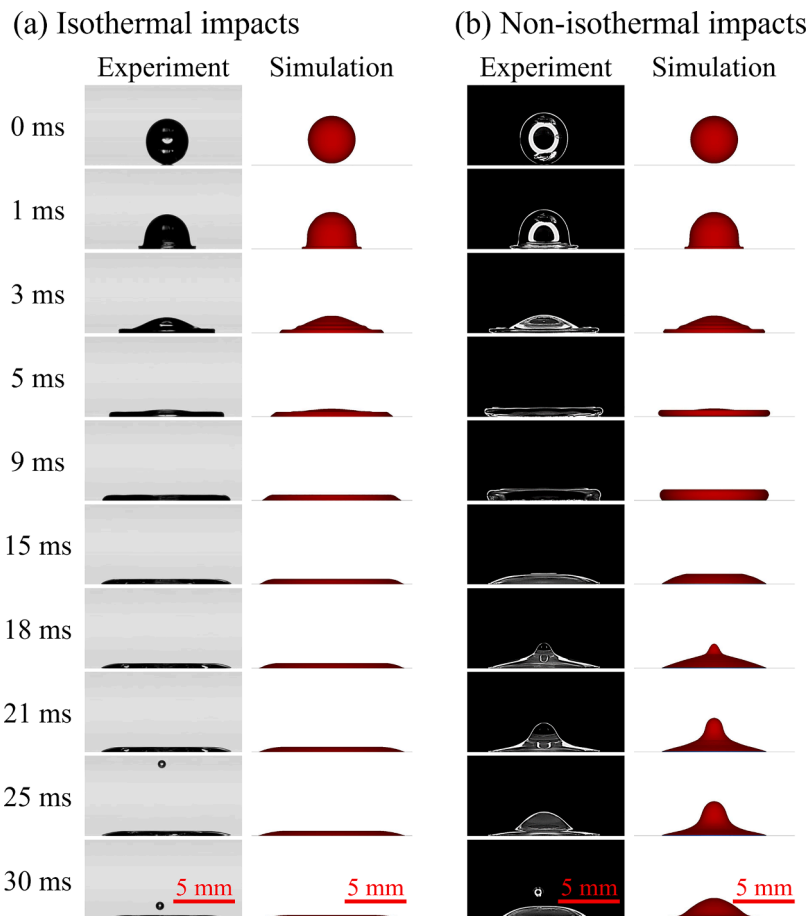 (a) Isothermal impacts (b) Non-isothermal impacts
Experiment Simulation Experiment Simulation
0 ms
1 ms
3 ms
5 ms
9 ms
15 ms
18 ms
21 ms
25 ms
30 ms 5 mm 5 mm 5 mm 5 mm